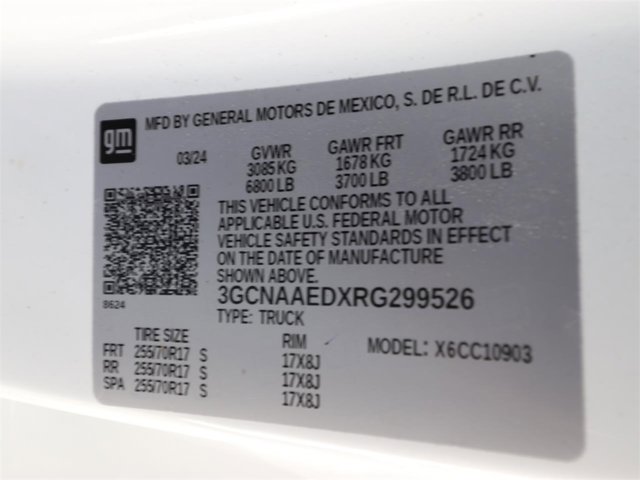 gm
MFD BY GENERAL MOTORS DE MEXICO, S. DE R.L. DE C.V.
03/24 GVWR GAWR FRT GAWR RR
3085 KG 1678 KG 1724 KG
6800 LB 3700 LB 3800 LB
THIS VEHICLE CONFORMS TO ALL
APPLICABLE U.S. FEDERAL MOTOR
VEHICLE SAFETY STANDARDS IN EFFECT
ON THE DATE OF MANUFACTURE
SHOWN ABOVE.
8624
3GCNAAEDXRG299526
TYPE: TRUCK
TIRE SIZE RIM MODEL: X6CC10903
FRT 255/70R17 S 17X8J
RR 255/70R17 S 17X8J
SPA 255/70R17 S 17X8J